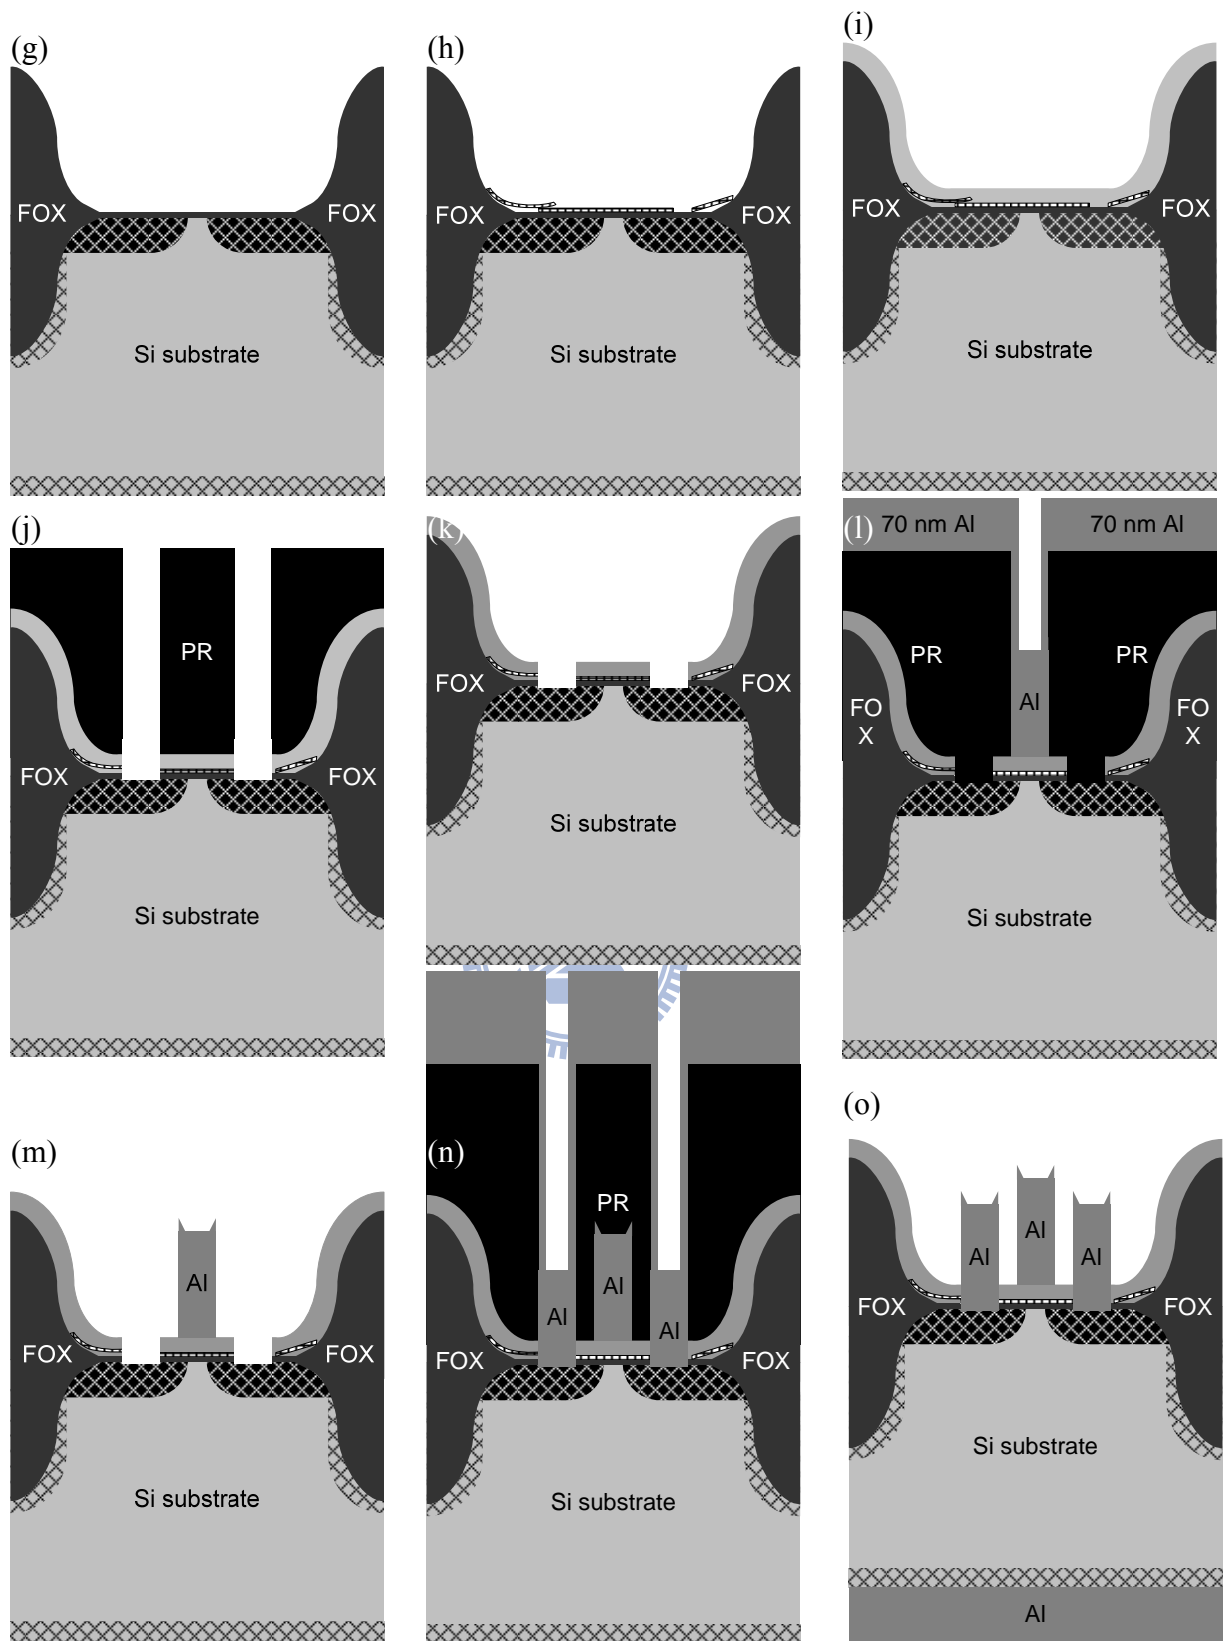 (g)
(h)
(i)
FOX
FOX
FOX
FOX
FOX
FOX
Si substrate
Si substrate
Si substrate
(j)
(k)
(l)
70 nm Al
70 nm Al
PR
PR
PR
Al
FO
X
FO
X
FOX
FOX
FOX
FOX
Si substrate
Si substrate
Si substrate
(m)
(n)
(o)
PR
Al
Al
Al
Al
Al
Al
Al
FOX
FOX
FOX
FOX
FOX
FOX
Si substrate
Si substrate
Si substrate
Al